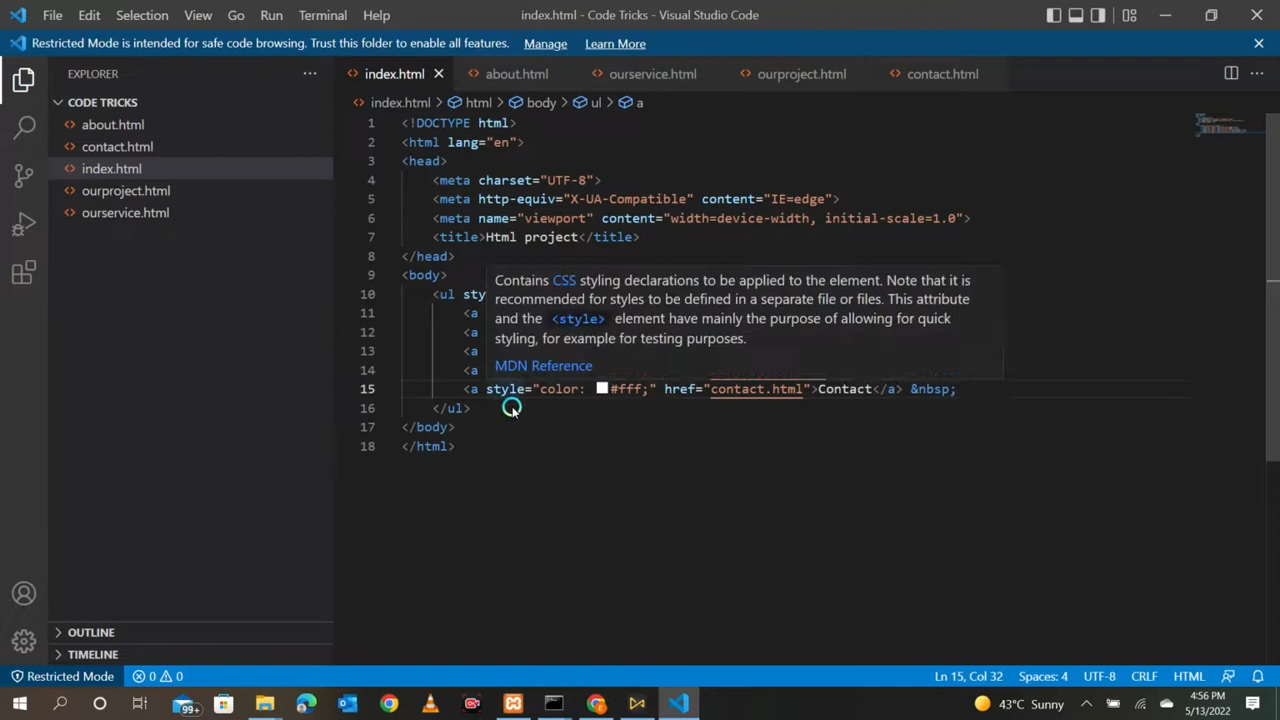 File Edit Selection View Go Run Terminal Help index.html - Code Tricks - Visual Studio Code
Restricted Mode is intended for safe code browsing. Trust this folder to enable all features. Manage Learn More
EXPLORER
CODE TRICKS
about.html
contact.html
index.html
ourproject.html
ourservice.html
OUTLINE
TIMELINE
index.html about.html ourservice.html ourproject.html contact.html
index.html > html > body > ul > a
1 <!DOCTYPE html>
2 <html lang="en">
3 <head>
4 <meta charset="UTF-8">
5 <meta http-equiv="X-UA-Compatible" content="IE=edge">
6 <meta name="viewport" content="width=device-width, initial-scale=1.0">
7 <title>Html project</title>
8 </head>
9 <body>
10 <ul sty
11 <a
12 <a
13 <a
14 <a
15 <a style="color: #fff;" href="contact.html">Contact</a> &nbsp;
16 </ul>
17 </body>
18 </html>
Contains CSS styling declarations to be applied to the element. Note that it is
recommended for styles to be defined in a separate file or files. This attribute
and the <style> element have mainly the purpose of allowing for quick
styling, for example for testing purposes.
MDN Reference
Restricted Mode 0 0 Ln 15, Col 32 Spaces: 4 UTF-8 CRLF HTML
99+ 43°C Sunny 4:56 PM
5/13/2022